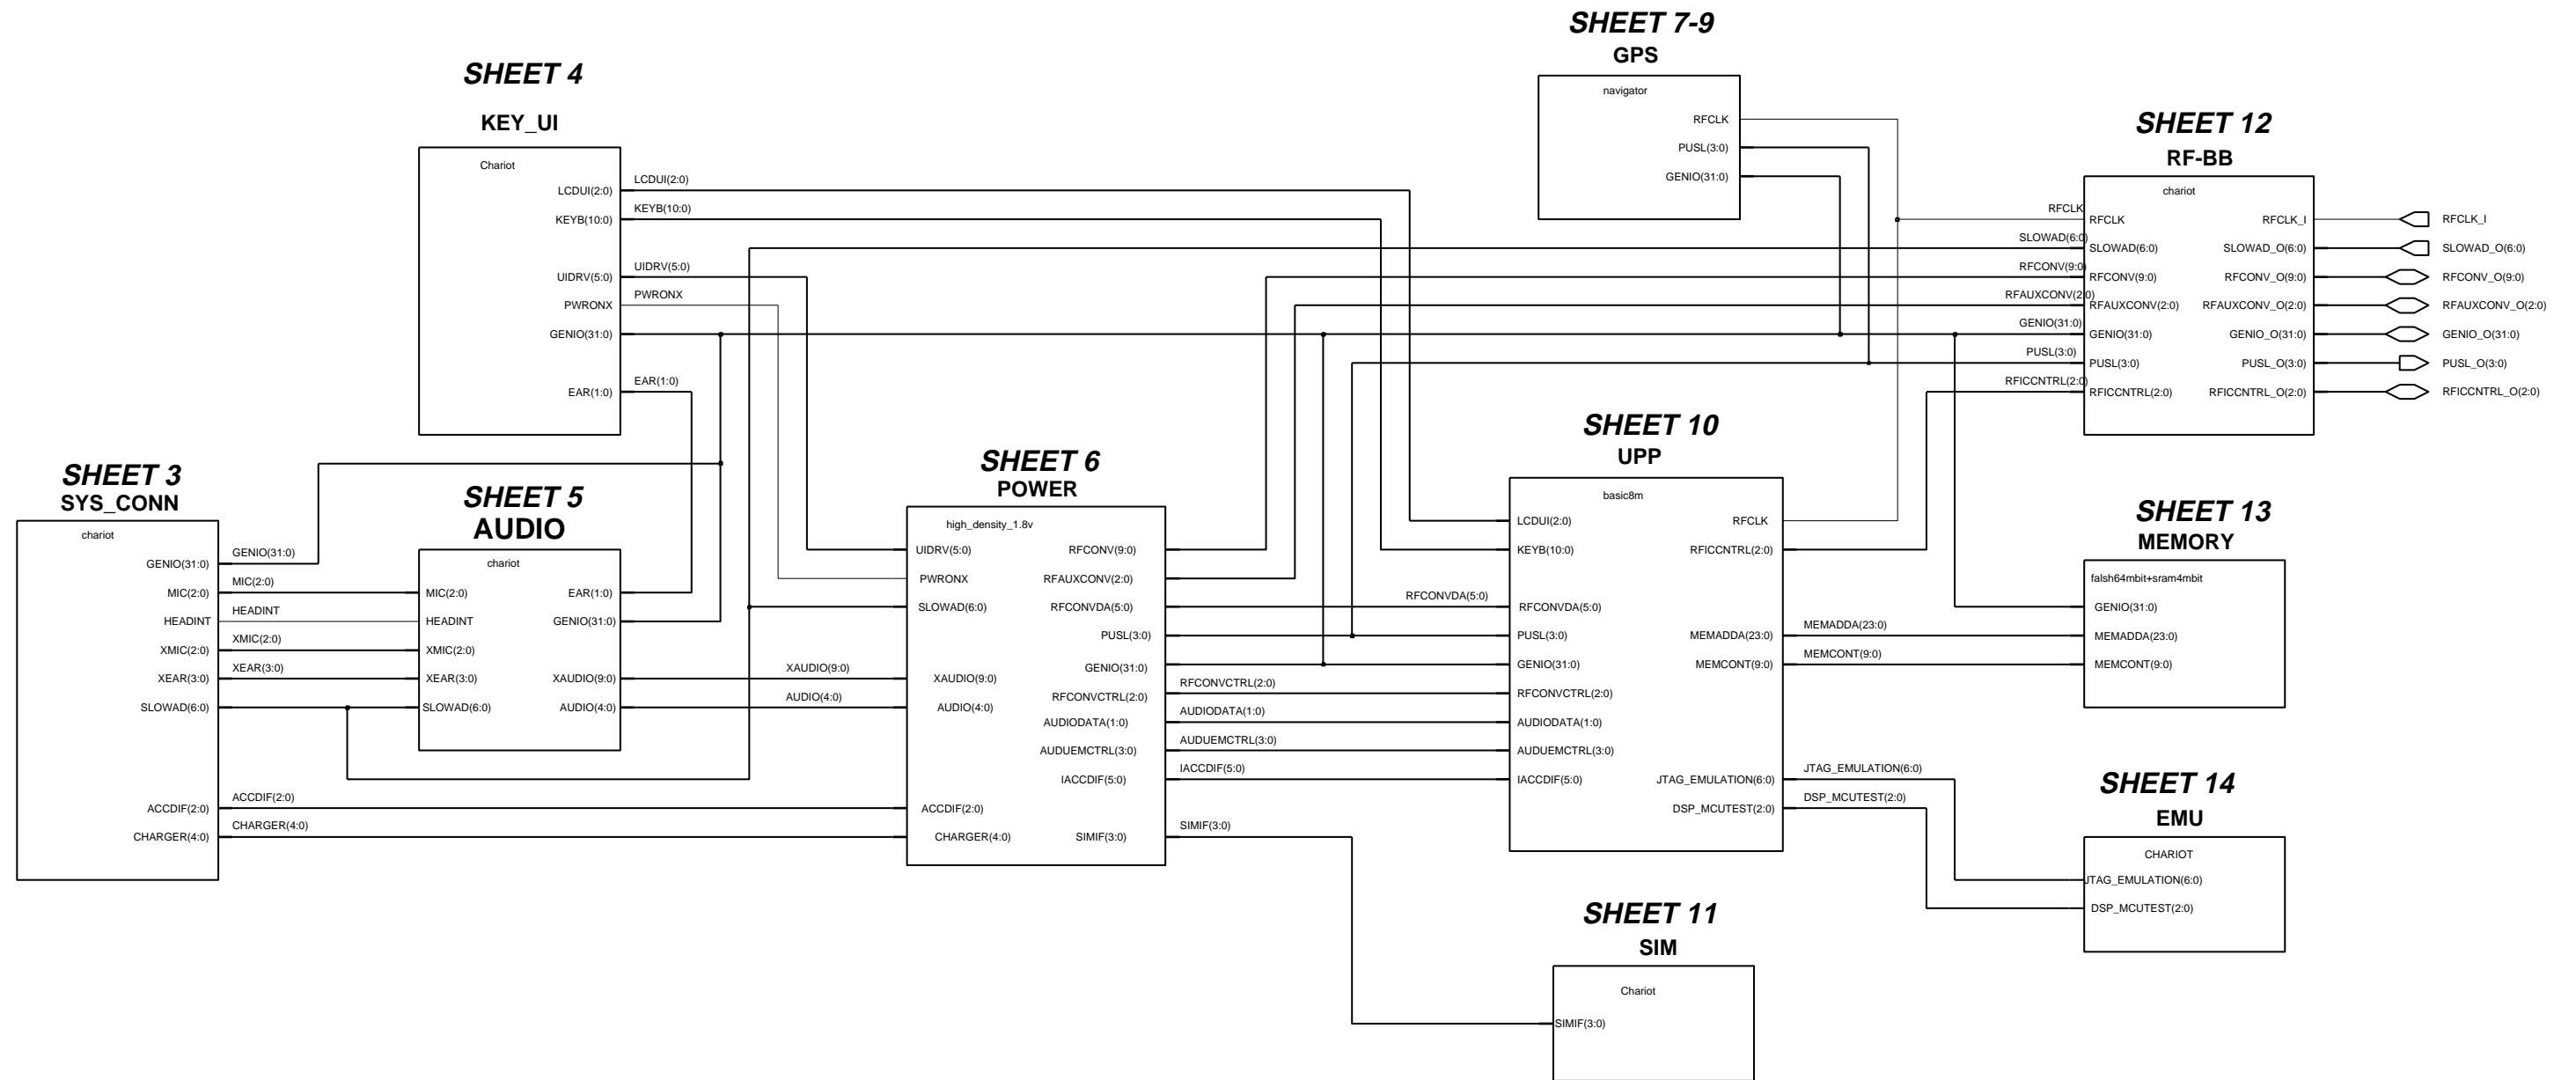 SHEET 7-9
GPS
navigator
RFCLK
PUSL(3:0)
GENIO(31:0)
SHEET 4
KEY_UI
Chariot
LCDUI(2:0)
KEYB(10:0)
UIDRV(5:0)
PWRONX
GENIO(31:0)
EAR(1:0)
LCDUI(2:0)
KEYB(10:0)
UIDRV(5:0)
PWRONX
EAR(1:0)
SHEET 12
RF-BB
chariot
RFCLK
SLOWAD(6:0)
RFCONV(9:0)
RFAUXCONV(2:0)
GENIO(31:0)
PUSL(3:0)
RFICCNTRL(2:0)
RFCLK
SLOWAD(6:0)
RFCONV(9:0)
RFAUXCONV(2:0)
GENIO(31:0)
PUSL(3:0)
RFICCNTRL(2:0)
RFCLK_I
SLOWAD_O(6:0)
RFCONV_O(9:0)
RFAUXCONV_O(2:0)
GENIO_O(31:0)
PUSL_O(3:0)
RFICCNTRL_O(2:0)
RFCLK_I
SLOWAD_O(6:0)
RFCONV_O(9:0)
RFAUXCONV_O(2:0)
GENIO_O(31:0)
PUSL_O(3:0)
RFICCNTRL_O(2:0)
SHEET 3
SYS_CONN
chariot
GENIO(31:0)
MIC(2:0)
HEADINT
XMIC(2:0)
XEAR(3:0)
SLOWAD(6:0)
ACCDIF(2:0)
CHARGER(4:0)
GENIO(31:0)
MIC(2:0)
HEADINT
XMIC(2:0)
XEAR(3:0)
ACCDIF(2:0)
CHARGER(4:0)
SHEET 5
AUDIO
chariot
MIC(2:0)
HEADINT
XMIC(2:0)
XEAR(3:0)
SLOWAD(6:0)
EAR(1:0)
GENIO(31:0)
XAUDIO(9:0)
AUDIO(4:0)
XAUDIO(9:0)
AUDIO(4:0)
SHEET 6
POWER
high_density_1.8v
UIDRV(5:0)
PWRONX
SLOWAD(6:0)
XAUDIO(9:0)
AUDIO(4:0)
ACCDIF(2:0)
CHARGER(4:0)
RFCONV(9:0)
RFAUXCONV(2:0)
RFCONVDA(5:0)
PUSL(3:0)
GENIO(31:0)
RFCONVCTRL(2:0)
AUDIODATA(1:0)
AUDUEMCTRL(3:0)
IACCDIF(5:0)
SIMIF(3:0)
RFCONVDA(5:0)
RFCONVCTRL(2:0)
AUDIODATA(1:0)
AUDUEMCTRL(3:0)
IACCDIF(5:0)
SIMIF(3:0)
SHEET 10
UPP
basic8m
LCDUI(2:0)
KEYB(10:0)
RFCONVDA(5:0)
PUSL(3:0)
GENIO(31:0)
RFCONVCTRL(2:0)
AUDIODATA(1:0)
AUDUEMCTRL(3:0)
IACCDIF(5:0)
RFCLK
RFICCNTRL(2:0)
MEMADDA(23:0)
MEMCONT(9:0)
JTAG_EMULATION(6:0)
DSP_MCUTEST(2:0)
MEMADDA(23:0)
MEMCONT(9:0)
JTAG_EMULATION(6:0)
DSP_MCUTEST(2:0)
SHEET 13
MEMORY
falsh64mbit+sram4mbit
GENIO(31:0)
MEMADDA(23:0)
MEMCONT(9:0)
SHEET 14
EMU
CHARIOT
JTAG_EMULATION(6:0)
DSP_MCUTEST(2:0)
SHEET 11
SIM
Chariot
SIMIF(3:0)